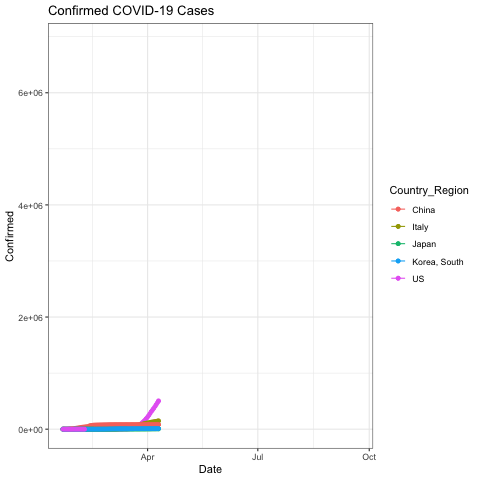 Confirmed COVID-19 Cases
6e+06
4e+06
2e+06
0e+00
Confirmed
Apr
Jul
Oct
Date
Country_Region
China
Italy
Japan
Korea, South
US